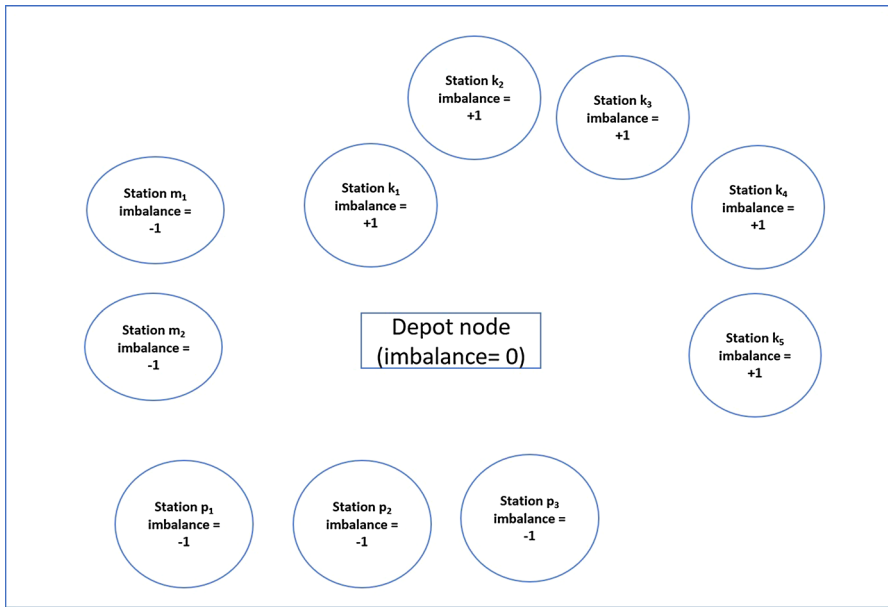 Station k₂
imbalance =
+1
Station k₃
imbalance =
+1
Station m₁
imbalance =
-1
Station k₁
imbalance =
+1
Station k₄
imbalance =
+1
Station m₂
imbalance =
-1
Depot node
(imbalance= 0)
Station k₅
imbalance =
+1
Station p₁
imbalance =
-1
Station p₂
imbalance =
-1
Station p₃
imbalance =
-1